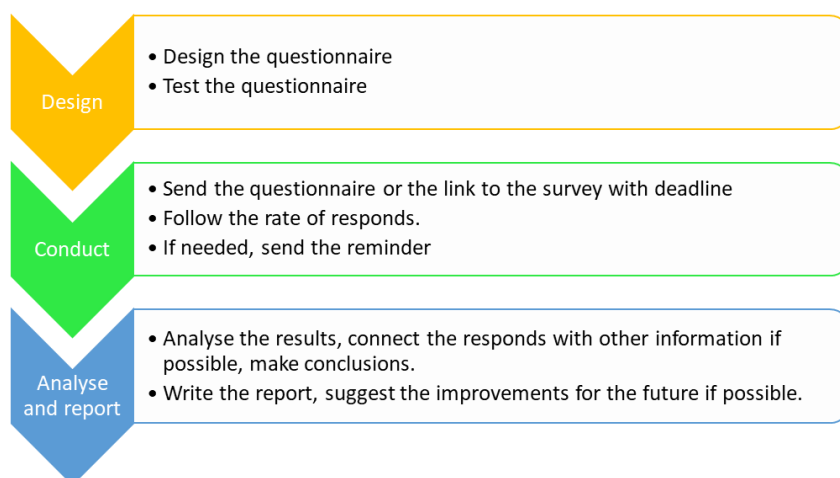 Design
• Design the questionnaire
• Test the questionnaire
Conduct
• Send the questionnaire or the link to the survey with deadline
• Follow the rate of responds.
• If needed, send the reminder
Analyse
and report
• Analyse the results, connect the responds with other information if
possible, make conclusions.
• Write the report, suggest the improvements for the future if possible.